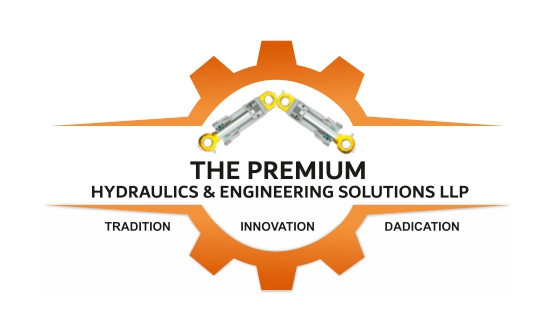 THE PREMIUM
HYDRAULICS & ENGINEERING SOLUTIONS LLP
TRADITION INNOVATION DADICATION